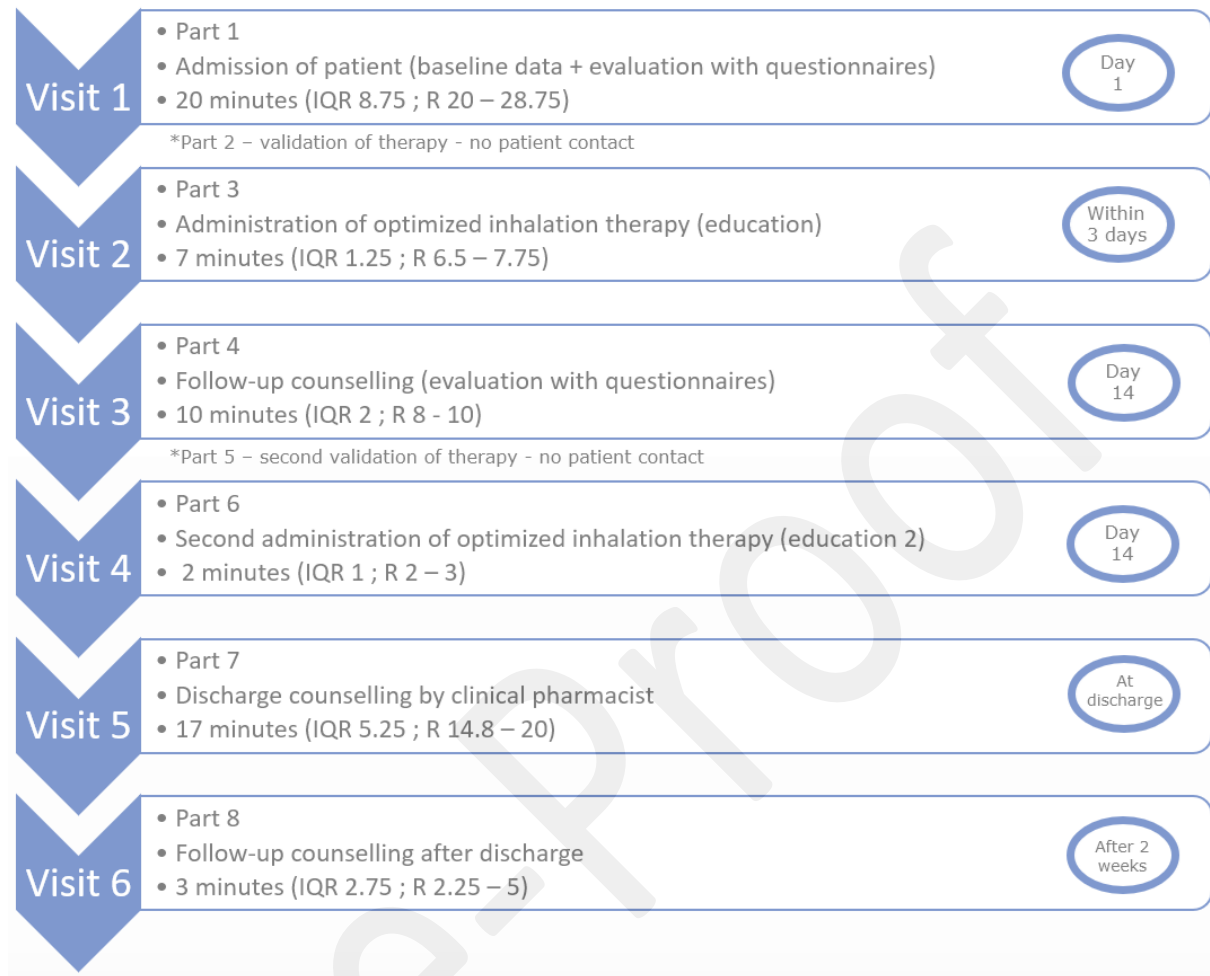 Visit 1
• Part 1
• Admission of patient (baseline data + evaluation with questionnaires)
• 20 minutes (IQR 8.75 ; R 20 – 28.75)
Day
1
*Part 2 – validation of therapy - no patient contact
Visit 2
• Part 3
• Administration of optimized inhalation therapy (education)
• 7 minutes (IQR 1.25 ; R 6.5 – 7.75)
Within
3 days
Visit 3
• Part 4
• Follow-up counselling (evaluation with questionnaires)
• 10 minutes (IQR 2 ; R 8 - 10)
Day
14
*Part 5 – second validation of therapy - no patient contact
Visit 4
• Part 6
• Second administration of optimized inhalation therapy (education 2)
• 2 minutes (IQR 1 ; R 2 – 3)
Day
14
Visit 5
• Part 7
• Discharge counselling by clinical pharmacist
• 17 minutes (IQR 5.25 ; R 14.8 – 20)
At
discharge
Visit 6
• Part 8
• Follow-up counselling after discharge
• 3 minutes (IQR 2.75 ; R 2.25 – 5)
After 2
weeks
e-Proof